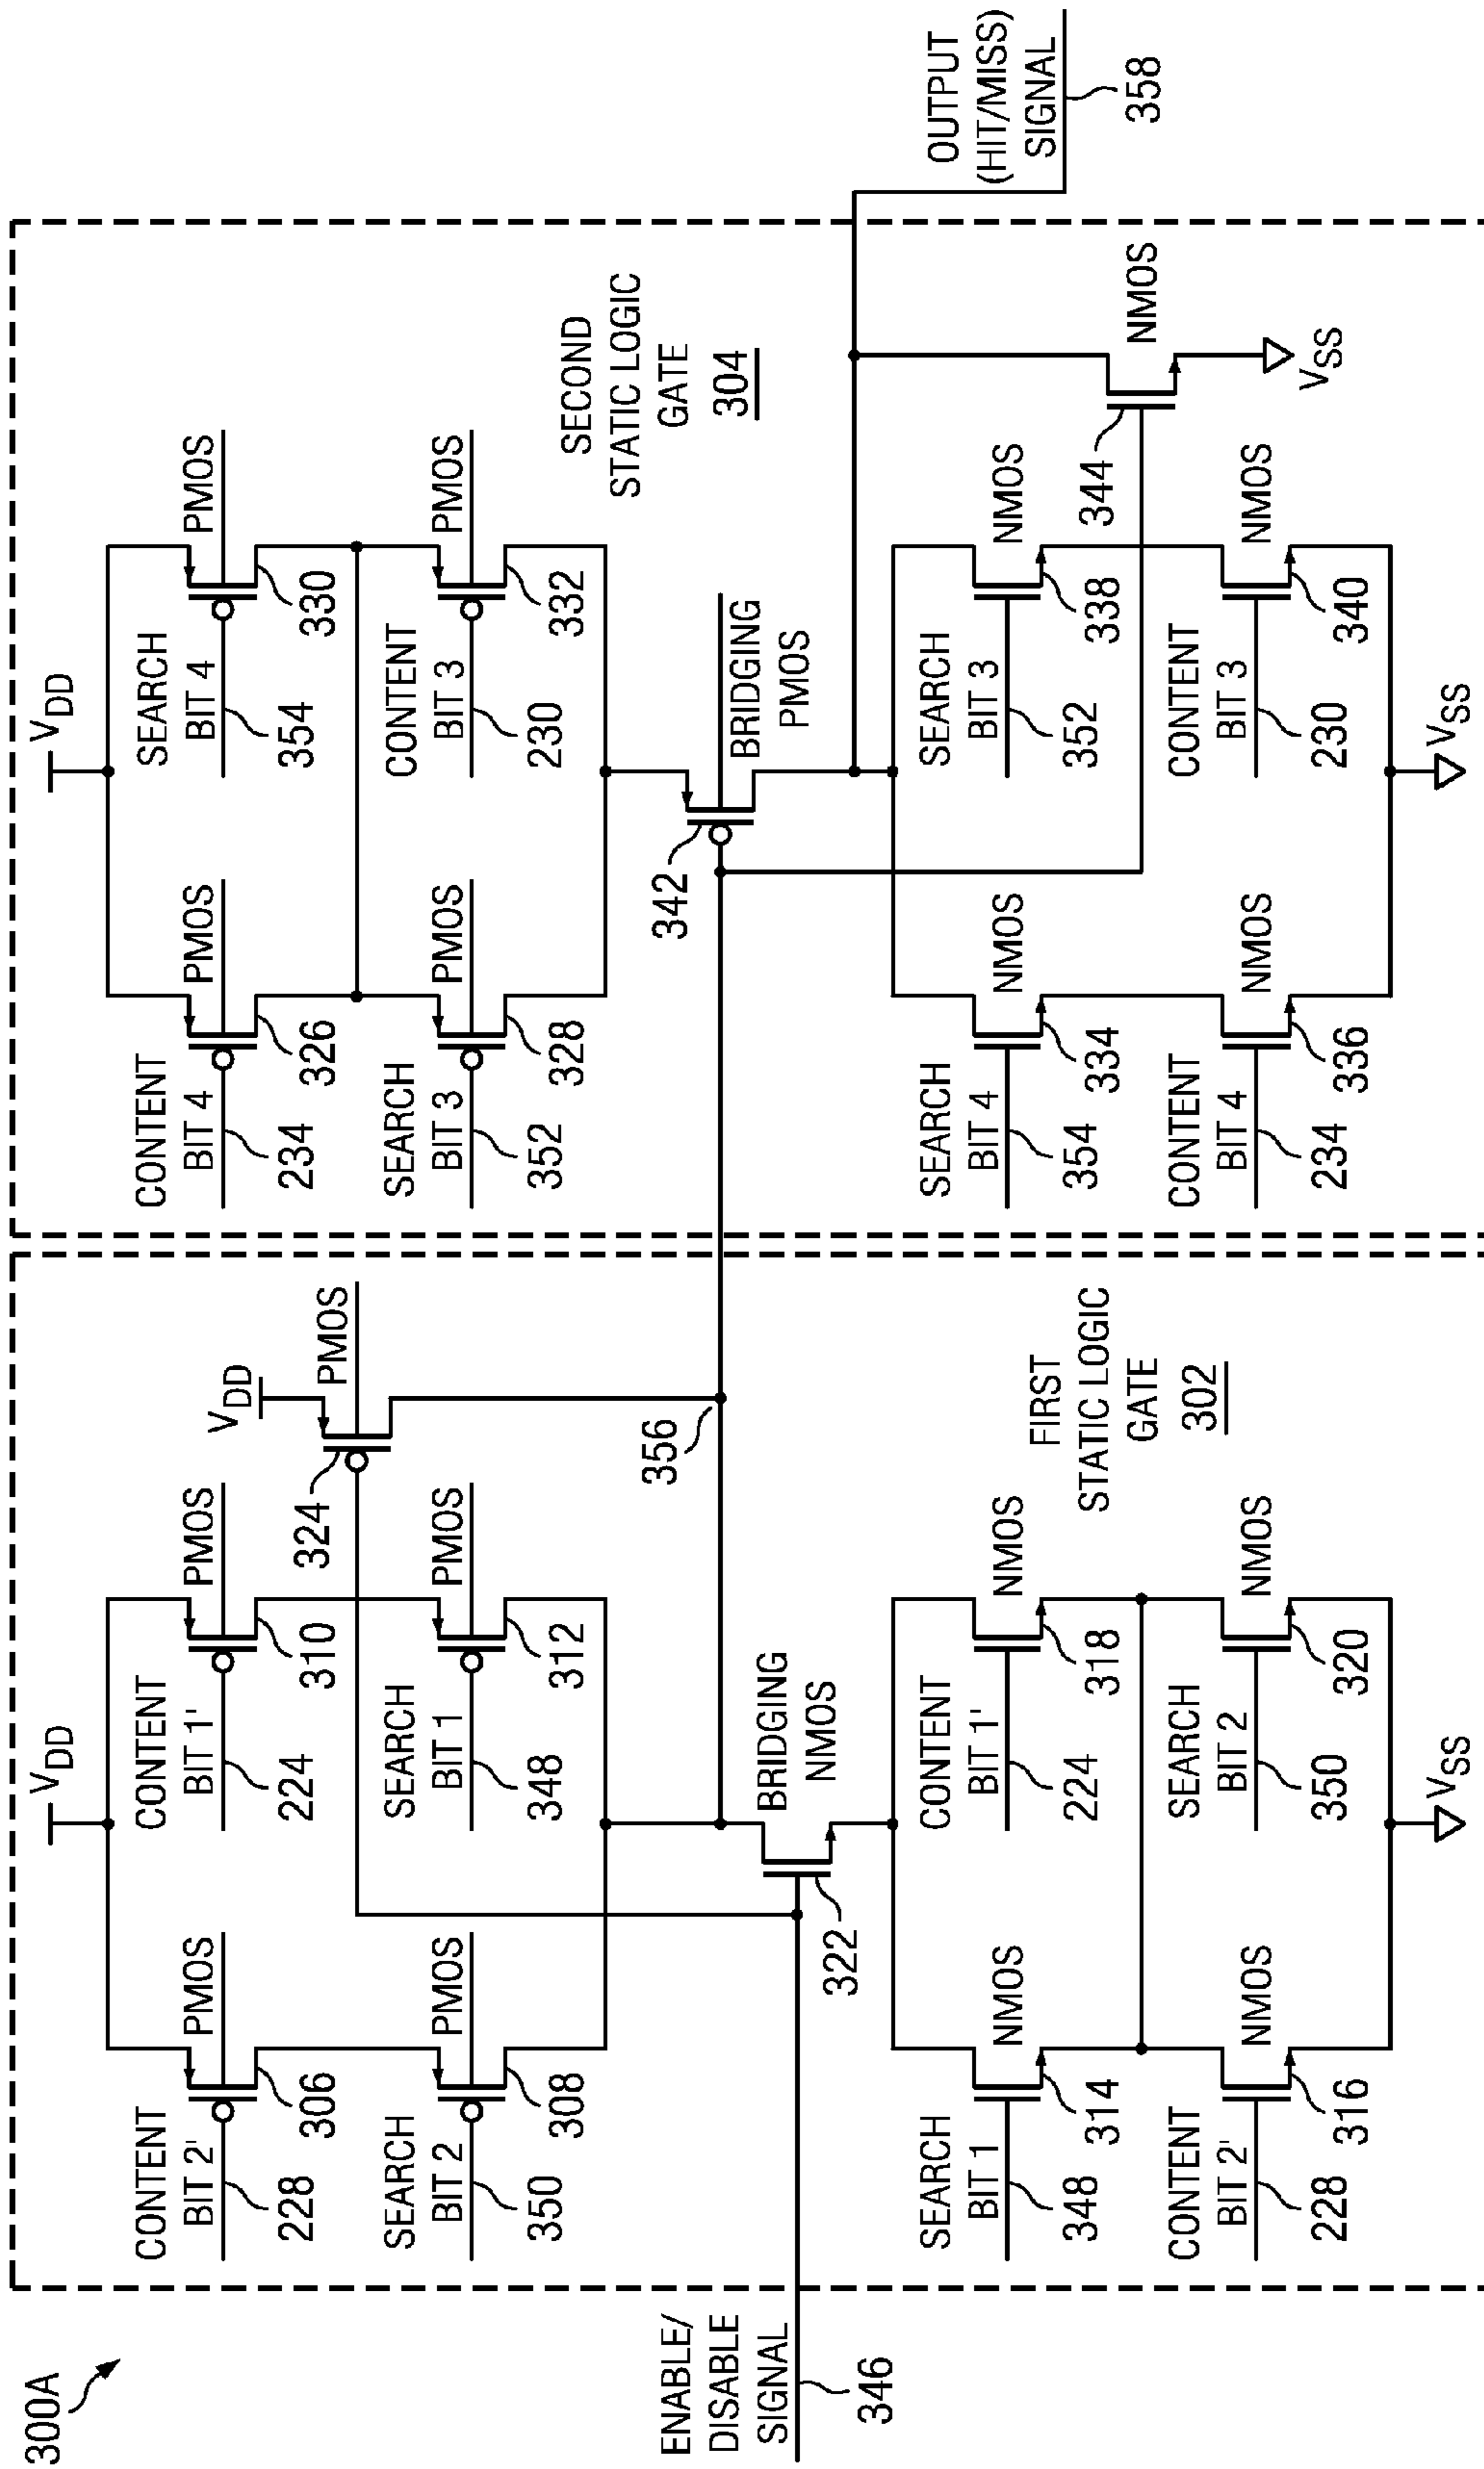 300A
ENABLE/
DISABLE
SIGNAL
346
VDD
CONTENT
BIT 2'
228
PMOS
306
CONTENT
BIT 1'
224
PMOS
310
SEARCH
BIT 2
350
PMOS
308
SEARCH
BIT 1
348
PMOS
312
VDD
324
PMOS
356
BRIDGING
NMOS
322
SEARCH
BIT 1
348
NMOS
314
CONTENT
BIT 1'
224
NMOS
318
CONTENT
BIT 2'
228
NMOS
316
SEARCH
BIT 2
350
NMOS
320
VSS
FIRST
STATIC LOGIC
GATE
302
VDD
CONTENT
BIT 4
234
PMOS
326
SEARCH
BIT 4
354
PMOS
330
SEARCH
BIT 3
352
PMOS
328
CONTENT
BIT 3
230
PMOS
332
SECOND
STATIC LOGIC
GATE
304
342
BRIDGING
PMOS
SEARCH
BIT 4
354
NMOS
334
SEARCH
BIT 3
352
NMOS
338
CONTENT
BIT 4
234
NMOS
336
CONTENT
BIT 3
230
NMOS
340
VSS
344
NMOS
VSS
OUTPUT
(HIT/MISS)
SIGNAL
358